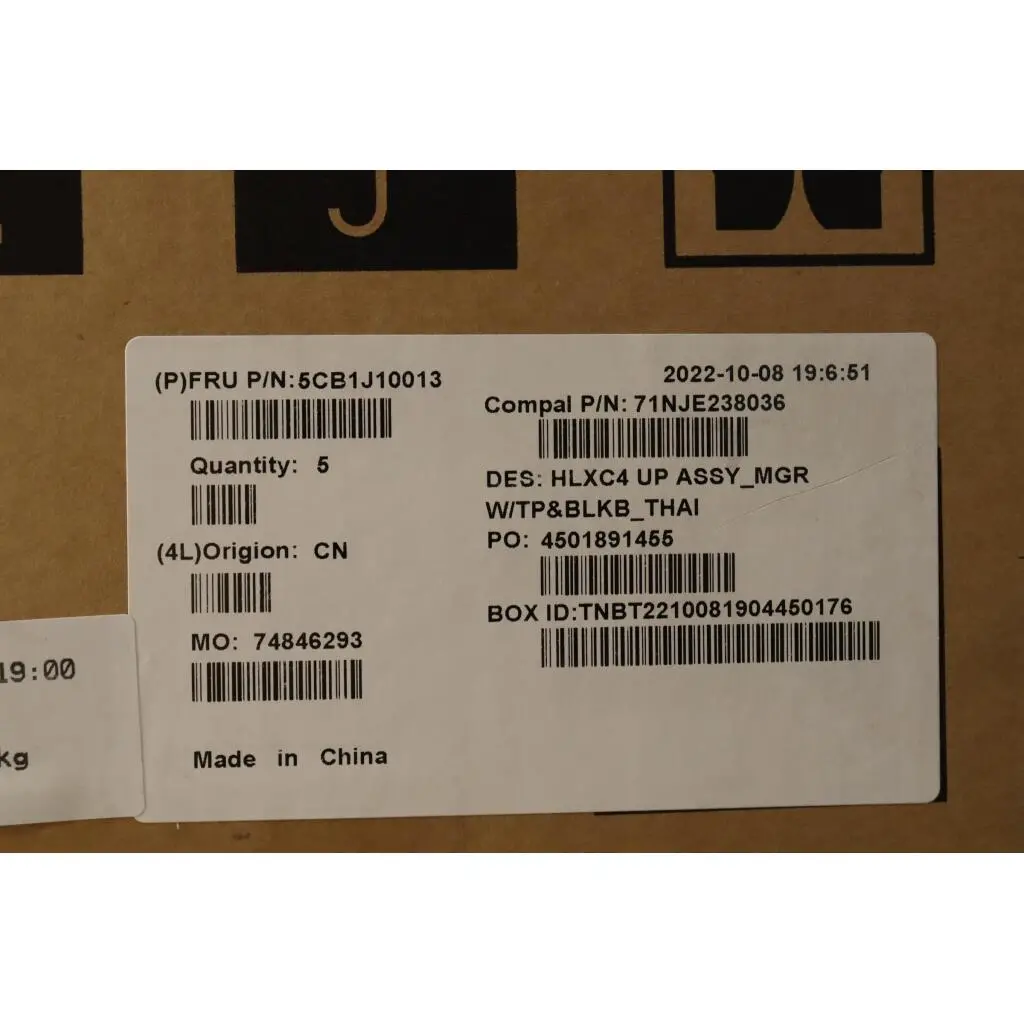 (P)FRU P/N:5CB1J10013
Quantity: 5
(4L)Origion: CN
MO: 74846293
Made in China
2022-10-08 19:6:51
Compal P/N: 71NJE238036
DES: HLXC4 UP ASSY_MGR
W/TP&BLKB_THAI
PO: 4501891455
BOX ID:TNBT2210081904450176
19:00
kg